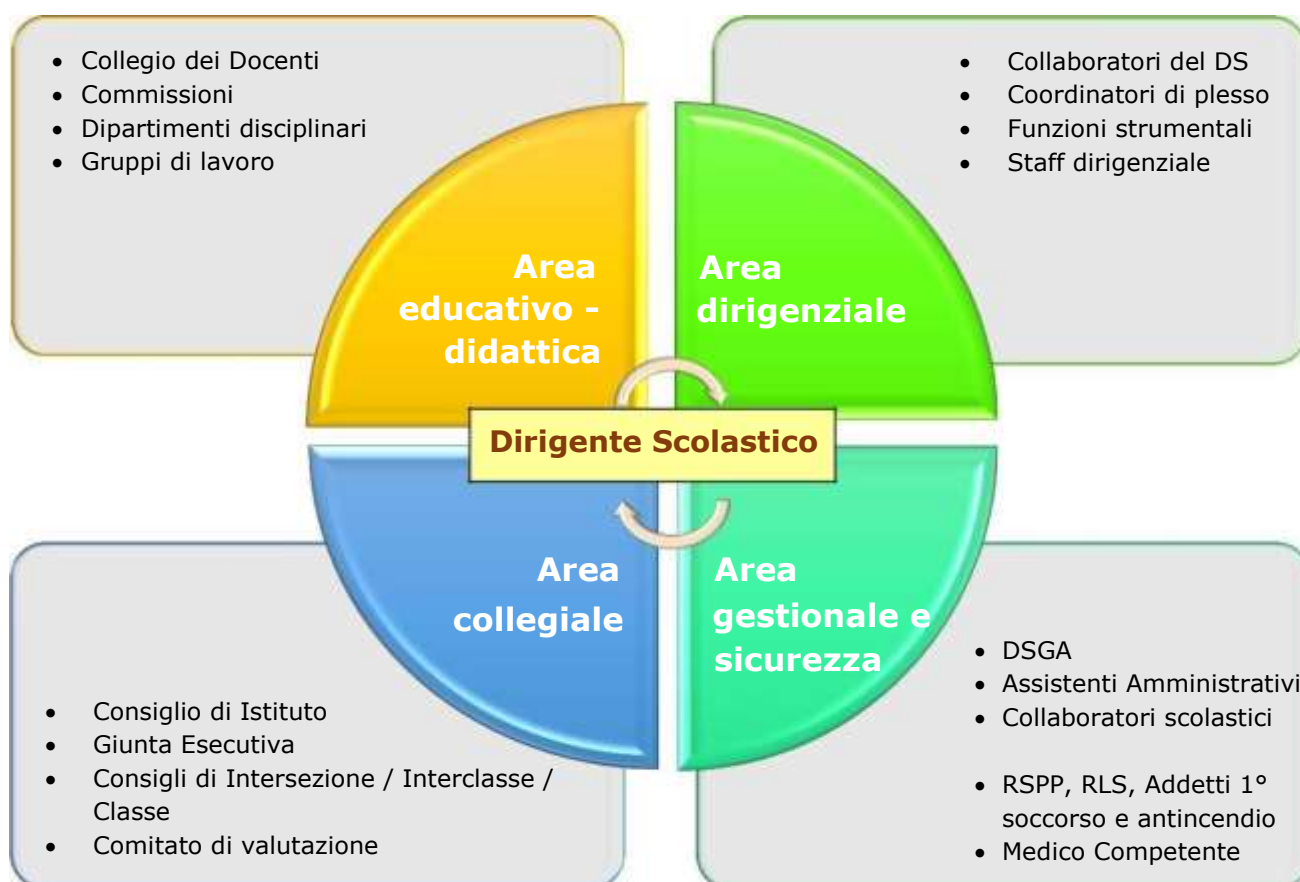 • Collegio dei Docenti
• Commissioni
• Dipartimenti disciplinari
• Gruppi di lavoro
• Collaboratori del DS
• Coordinatori di plesso
• Funzioni strumentali
• Staff dirigenziale
Area
educativo -
didattica
Area
dirigenziale
Dirigente Scolastico
Area
collegiale
Area
gestionale e
sicurezza
• Consiglio di Istituto
• Giunta Esecutiva
• Consigli di Intersezione / Interclasse /
Classe
• Comitato di valutazione
• DSGA
• Assistenti Amministrativi
• Collaboratori scolastici
• RSPP, RLS, Addetti 1°
soccorso e antincendio
• Medico Competente